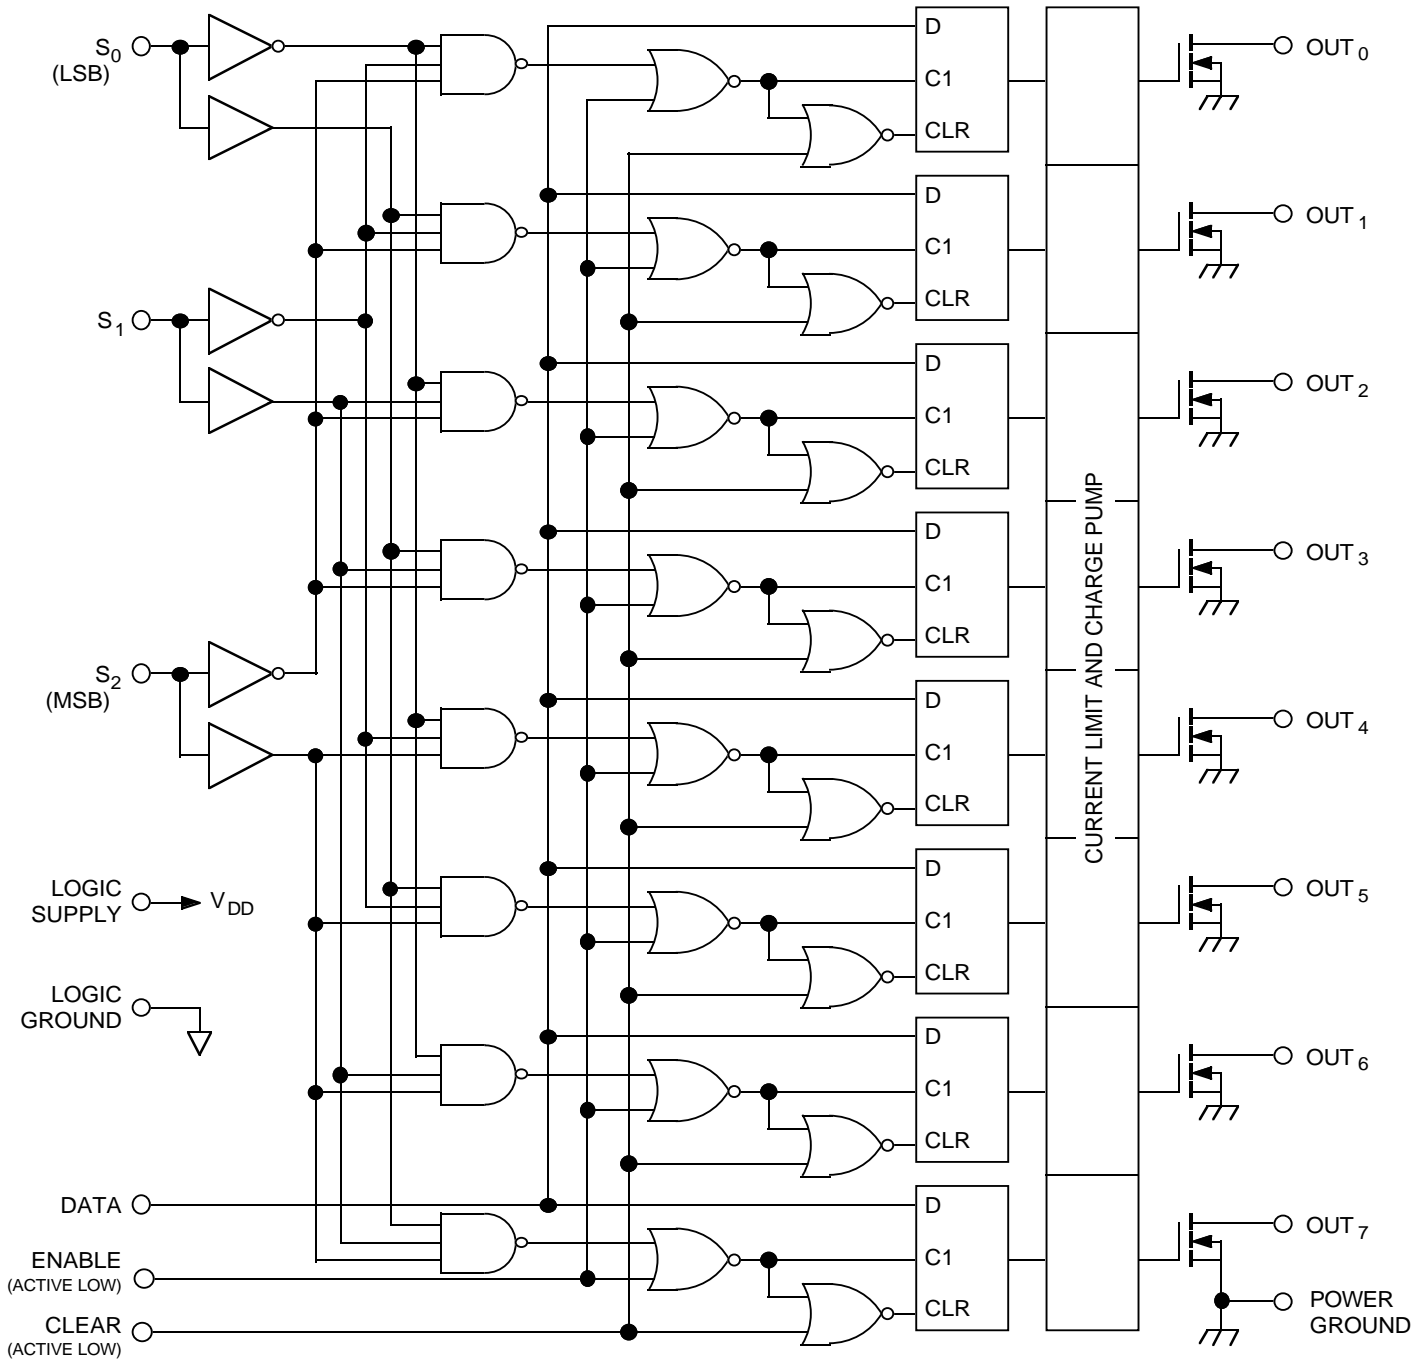 S0
(LSB)
D
C1
CLR
OUT 0
D
C1
CLR
OUT 1
S1
D
C1
CLR
OUT 2
D
C1
CLR
OUT 3
S2
(MSB)
D
C1
CLR
OUT 4
CURRENT LIMIT AND CHARGE PUMP
LOGIC
SUPPLY
VDD
D
C1
CLR
OUT 5
LOGIC
GROUND
D
C1
CLR
OUT 6
DATA
D
C1
CLR
OUT 7
ENABLE
(ACTIVE LOW)
CLEAR
(ACTIVE LOW)
POWER
GROUND